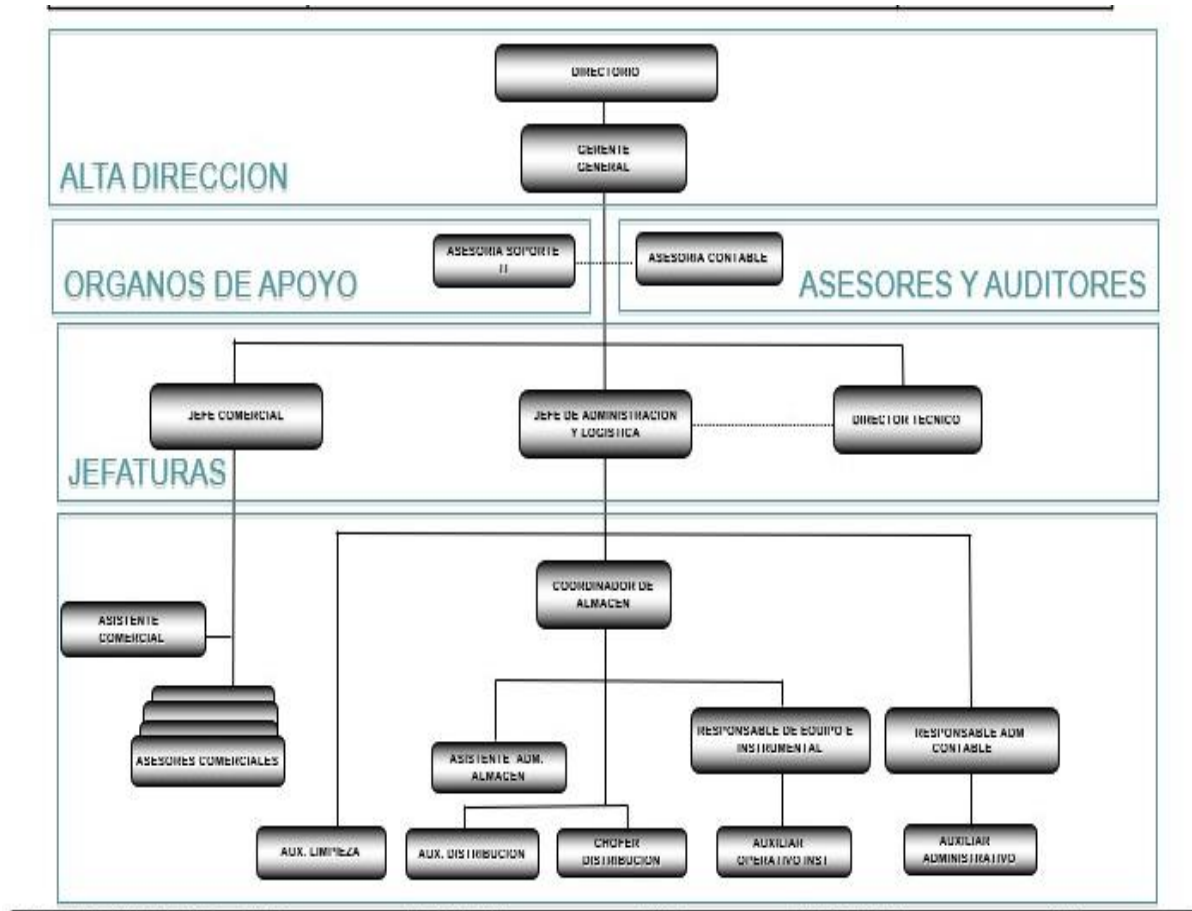 DIRECTORIO
GERENTE
GENERAL
ALTA DIRECCION
ASESORIA SOPORTE
ASESORIA CONTABLE
ORGANOS DE APOYO
ASESORES Y AUDITORES
JEFE COMERCIAL
JEFE DE ADMINISTRACION
Y LOGISTICA
DIRECTOR TECNICO
JEFATURAS
COORDINADOR DE
ALMACEN
ASISTENTE
COMERCIAL
ASESORES COMERCIALES
ASISTENTE ADM.
ALMACEN
RESPONSABLE DE EQUIPO E
INSTRUMENTAL
RESPONSABLE ADM
CONTABLE
AUX. LIMPIEZA
AUX. DISTRIBUCION
CHOFER
DISTRIBUCION
AUXILIAR
OPERATIVO INST
AUXILIAR
ADMINISTRATIVO